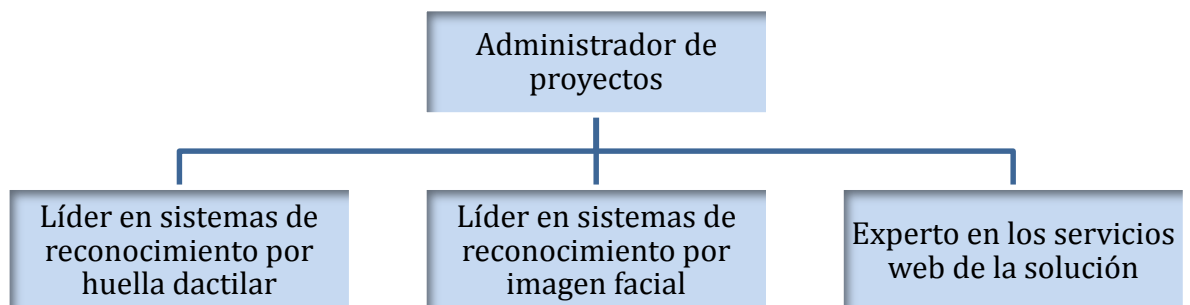 Administrador de
proyectos
Líder en sistemas de
reconocimiento por
huella dactilar
Líder en sistemas de
reconocimiento por
imagen facial
Experto en los servicios
web de la solución